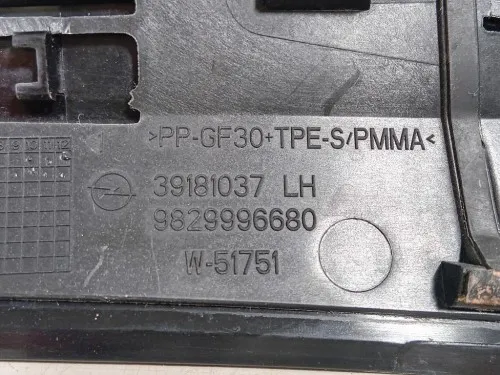 >PP-GF30+TPE-S/PMMA<
39181037 LH
9829996680
W-51751